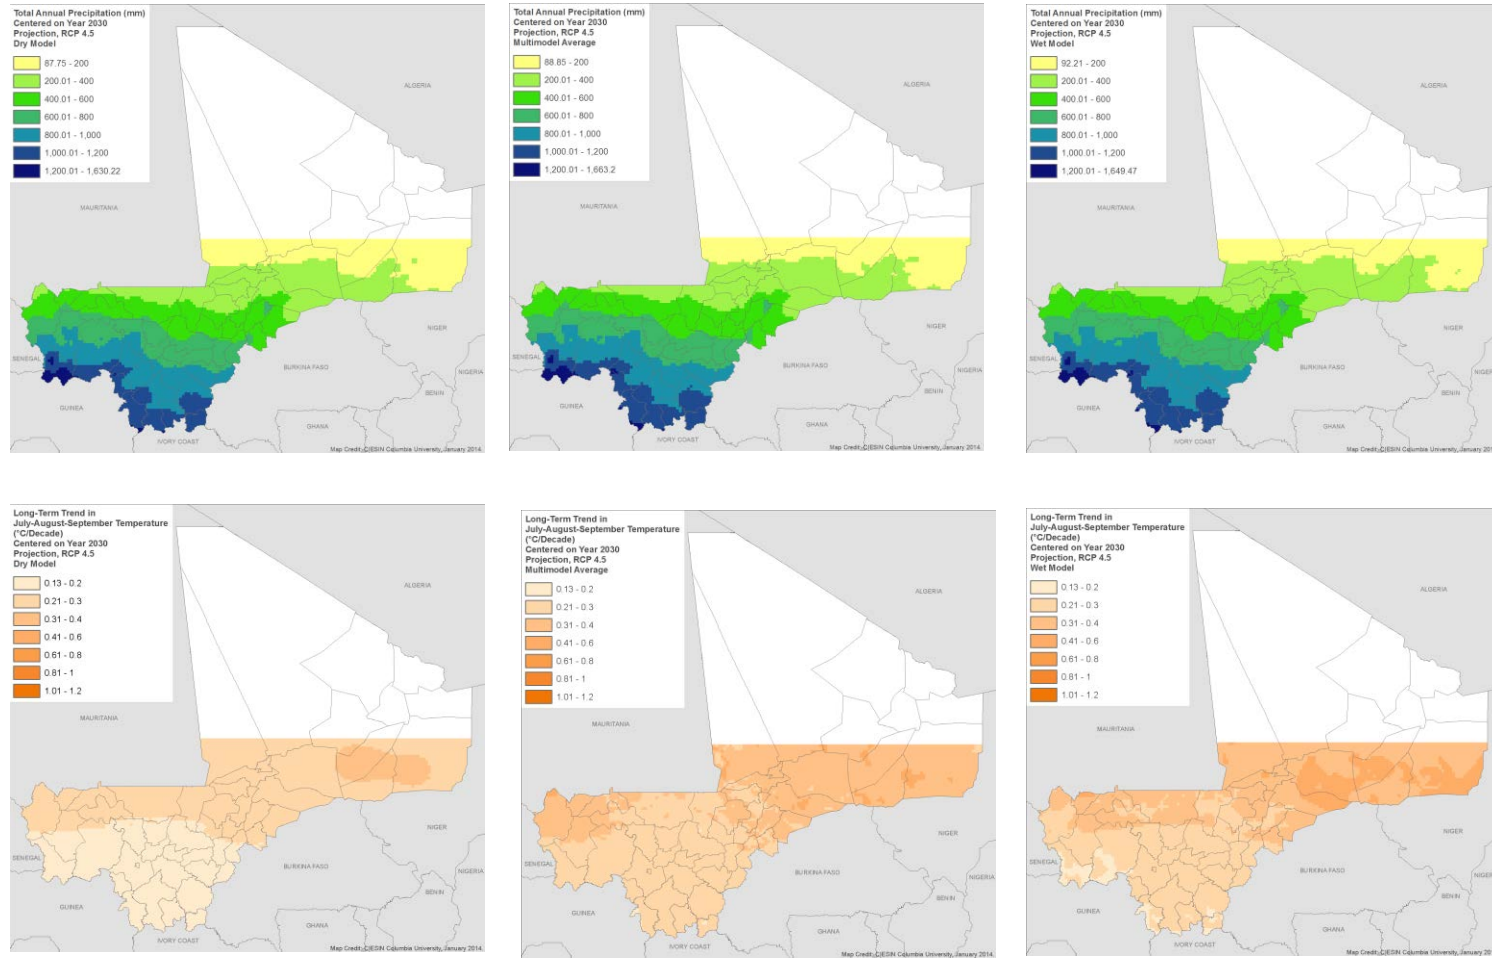 Total Annual Precipitation (mm)
Centered on Year 2030
Projection, RCP 4.5
Dry Model
87.75 - 200
200.01 - 400
400.01 - 600
600.01 - 800
800.01 - 1,000
1,000.01 - 1,200
1,200.01 - 1,630.22
ALGERIA
MAURITANIA
NIGER
SENEGAL
BURKINA FASO
NIGERIA
BENIN
GUINEA
GHANA
IVORY COAST
Map Credit: CIESIN Columbia University, January 2014.
Total Annual Precipitation (mm)
Centered on Year 2030
Projection, RCP 4.5
Multimodel Average
88.85 - 200
200.01 - 400
400.01 - 600
600.01 - 800
800.01 - 1,000
1,000.01 - 1,200
1,200.01 - 1,663.2
ALGERIA
MAURITANIA
NIGER
SENEGAL
BURKINA FASO
NIGERIA
BENIN
GUINEA
GHANA
IVORY COAST
Map Credit: CIESIN Columbia University, January 2014.
Total Annual Precipitation (mm)
Centered on Year 2030
Projection, RCP 4.5
Wet Model
92.21 - 200
200.01 - 400
400.01 - 600
600.01 - 800
800.01 - 1,000
1,000.01 - 1,200
1,200.01 - 1,649.47
ALGERIA
MAURITANIA
NIGER
SENEGAL
BURKINA FASO
NIGER
BENIN
GUINEA
GHANA
IVORY COAST
Map Credit: CIESIN Columbia University, January 201
Long-Term Trend in
July-August-September Temperature
(°C/Decade)
Centered on Year 2030
Projection, RCP 4.5
Dry Model
0.13 - 0.2
0.21 - 0.3
0.31 - 0.4
0.41 - 0.6
0.61 - 0.8
0.81 - 1
1.01 - 1.2
ALGERIA
MAURITANIA
NIGER
SENEGAL
BURKINA FASO
NIGERIA
BENIN
GUINEA
GHANA
IVORY COAST
Map Credit: CIESIN Columbia University, January 2014.
Long-Term Trend in
July-August-September Temperature
(°C/Decade)
Centered on Year 2030
Projection, RCP 4.5
Multimodel Average
0.13 - 0.2
0.21 - 0.3
0.31 - 0.4
0.41 - 0.6
0.61 - 0.8
0.81 - 1
1.01 - 1.2
ALGERIA
MAURITANIA
NIGER
SENEGAL
BURKINA FASO
NIGERIA
BENIN
GUINEA
GHANA
IVORY COAST
Map Credit: CIESIN Columbia University, January 2014.
Long-Term Trend in
July-August-September Temperature
(°C/Decade)
Centered on Year 2030
Projection, RCP 4.5
Wet Model
0.13 - 0.2
0.21 - 0.3
0.31 - 0.4
0.41 - 0.6
0.61 - 0.8
0.81 - 1
1.01 - 1.2
ALGERIA
MAURITANIA
NIGER
SENEGAL
BURKINA FASO
NIGER
BENIN
GUINEA
GHANA
IVORY COAST
Map Credit: CIESIN Columbia University, January 201